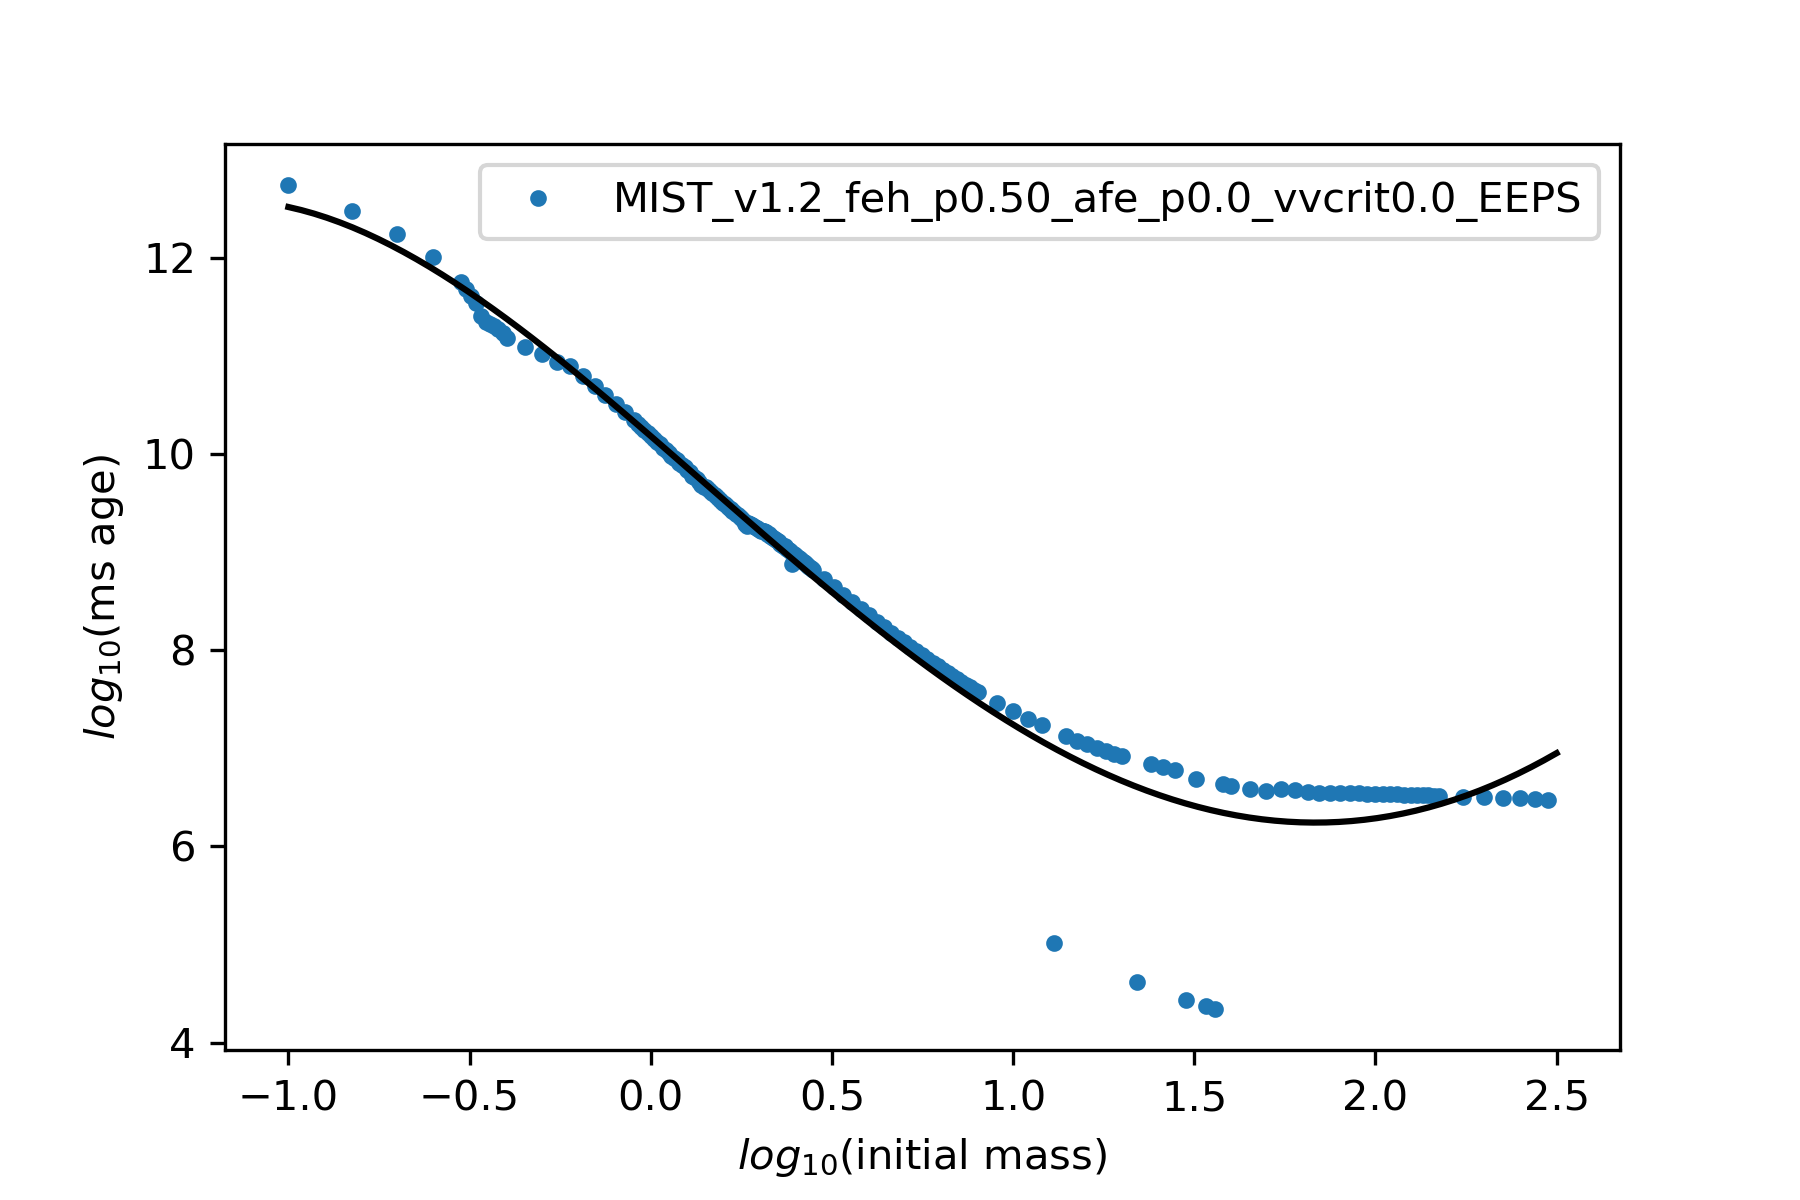 MIST_v1.2_feh_p0.50_afe_p0.0_vvcrit0.0_EEPS
12
10
8
6
4
log₁₀(ms age)
−1.0 −0.5 0.0 0.5 1.0 1.5 2.0 2.5
log₁₀(initial mass)